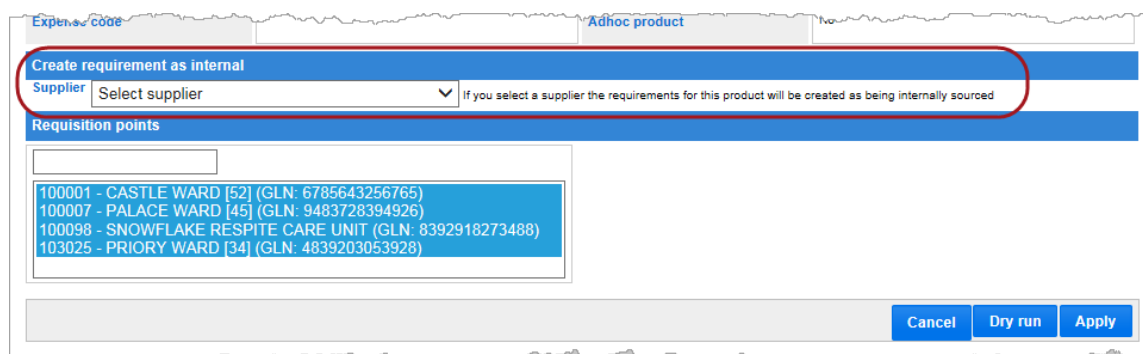 Expense code Adhoc product No
Create requirement as internal
Supplier Select supplier If you select a supplier the requirements for this product will be created as being internally sourced
Requisition points
100001 - CASTLE WARD [52] (GLN: 6785643256765)
100007 - PALACE WARD [45] (GLN: 9483728394926)
100098 - SNOWFLAKE RESPITE CARE UNIT (GLN: 8392918273488)
103025 - PRIORY WARD [34] (GLN: 4839203053928)
Cancel Dry run Apply